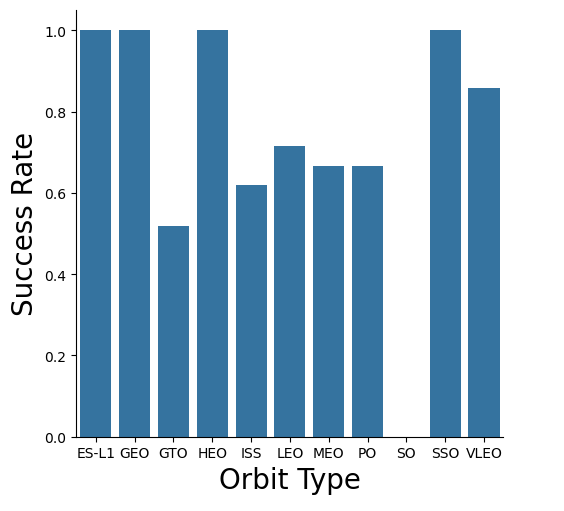 1.0
0.8
0.6
0.4
0.2
0.0
Success Rate
ES-L1 GEO GTO HEO ISS LEO MEO PO SO SSO VLEO
Orbit Type